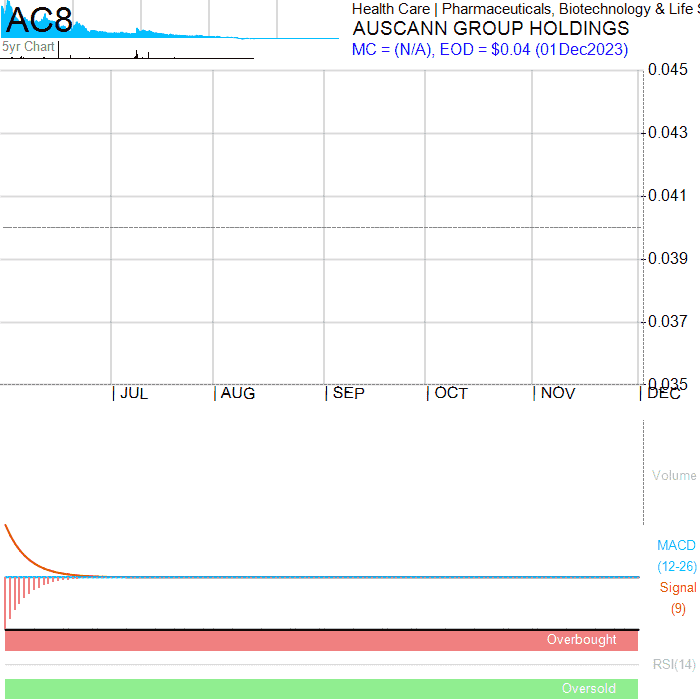 AC8
5yr Chart
Health Care | Pharmaceuticals, Biotechnology & Life S
AUSCANN GROUP HOLDINGS
MC = (N/A), EOD = $0.04 (01Dec2023)
0.045
0.043
0.041
0.039
0.037
0.035
JUL AUG SEP OCT NOV DEC
Volume
MACD
(12-26)
Signal
(9)
Overbought
RSI(14)
Oversold